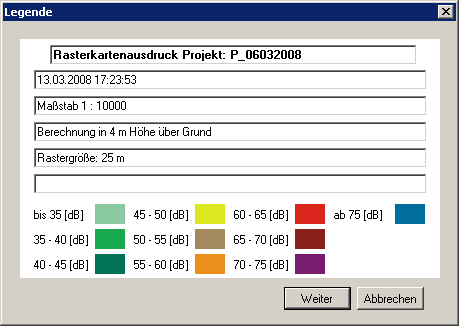 Legende
Rasterkartenausdruck Projekt: P_06032008
13.03.2008 17:23:53
Maßstab 1 : 10000
Berechnung in 4 m Höhe über Grund
Rastergröße: 25 m
bis 35 [dB] 45 - 50 [dB] 60 - 65 [dB] ab 75 [dB]
35 - 40 [dB] 50 - 55 [dB] 65 - 70 [dB]
40 - 45 [dB] 55 - 60 [dB] 70 - 75 [dB]
Weiter Abbrechen